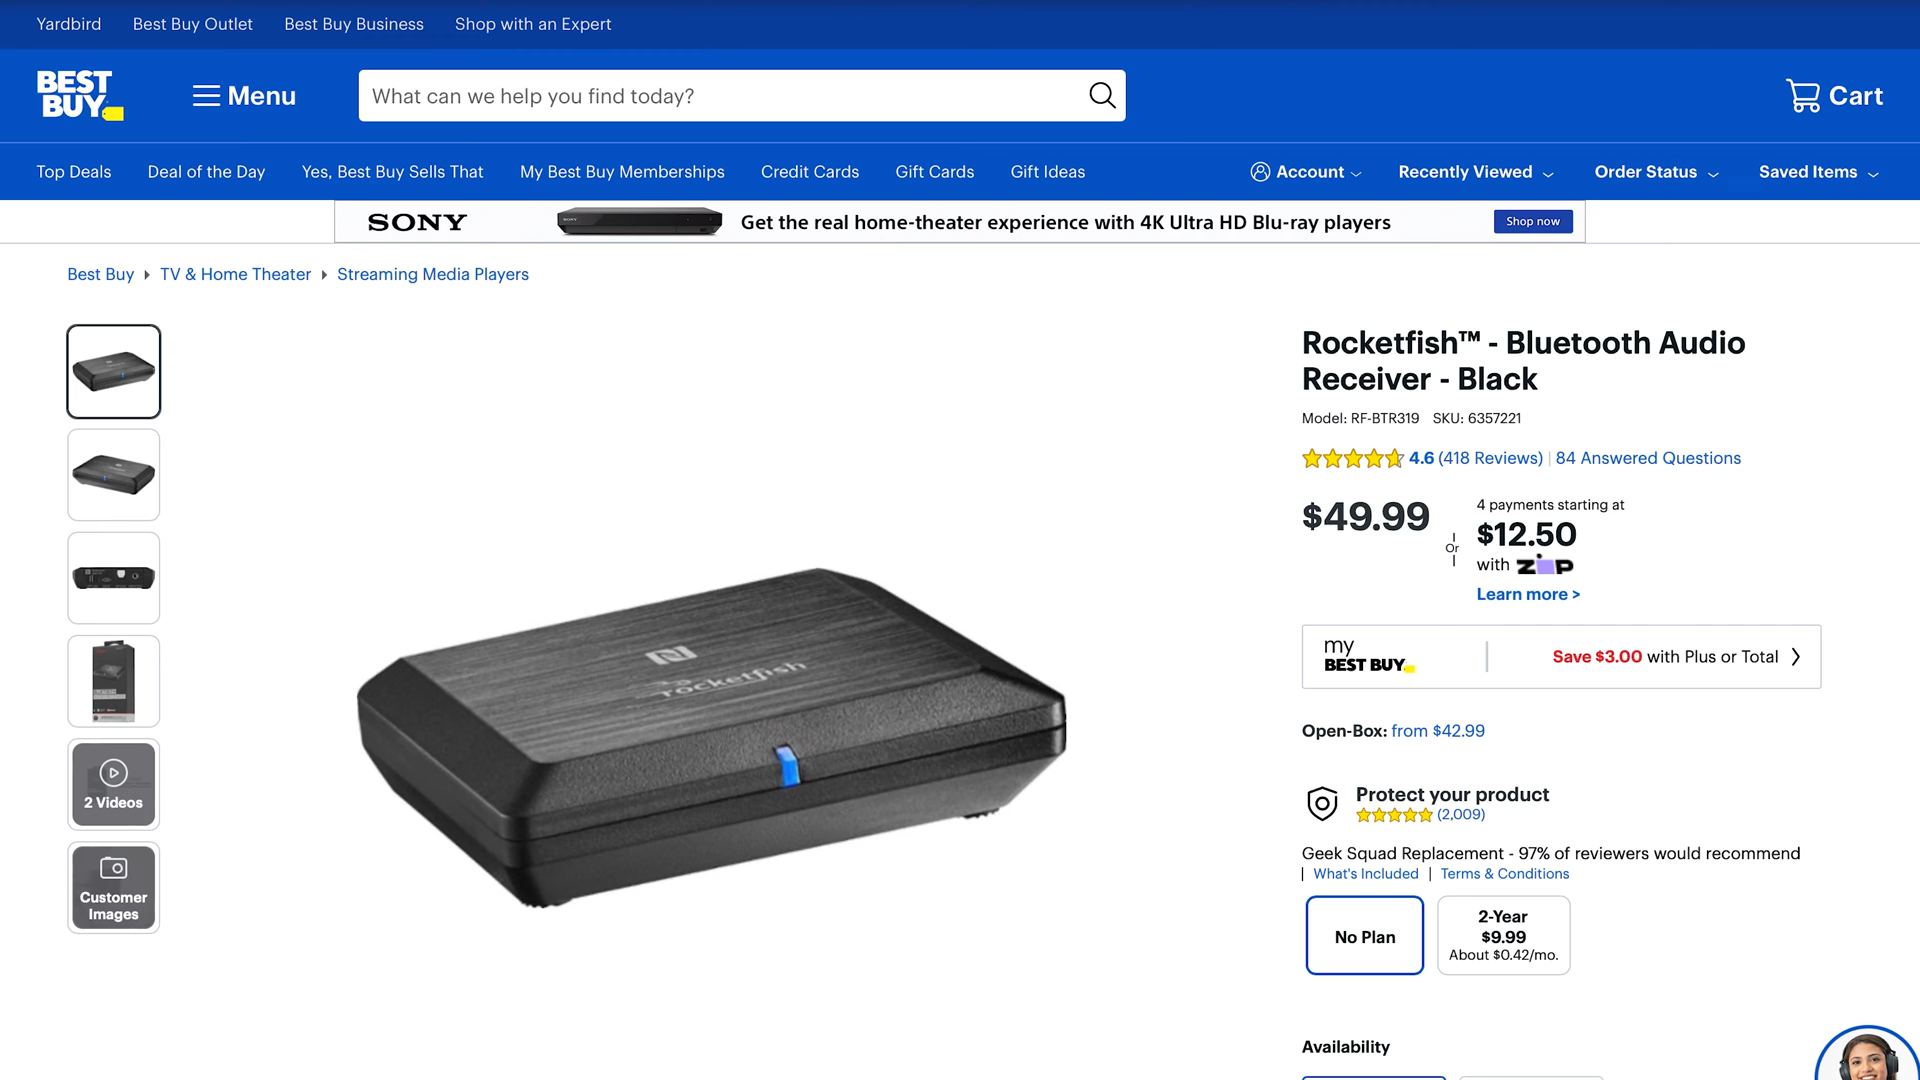 Yardbird Best Buy Outlet Best Buy Business Shop with an Expert
BEST
BUY
Menu
What can we help you find today?
Cart
Top Deals Deal of the Day Yes, Best Buy Sells That My Best Buy Memberships Credit Cards Gift Cards Gift Ideas Account Recently Viewed Order Status Saved Items
SONY Get the real home-theater experience with 4K Ultra HD Blu-ray players Shop now
Best Buy TV & Home Theater Streaming Media Players
Rocketfish™ - Bluetooth Audio
Receiver - Black
Model: RF-BTR319 SKU: 6357221
4.6 (418 Reviews) | 84 Answered Questions
$49.99
Or
4 payments starting at
$12.50
with ZIP
Learn more >
my
BEST BUY
Save $3.00 with Plus or Total
Open-Box: from $42.99
Protect your product
(2,009)
Geek Squad Replacement - 97% of reviewers would recommend
| What's Included | Terms & Conditions
No Plan
2-Year
$9.99
About $0.42/mo.
Availability
rocketfish
2 Videos
Customer
Images